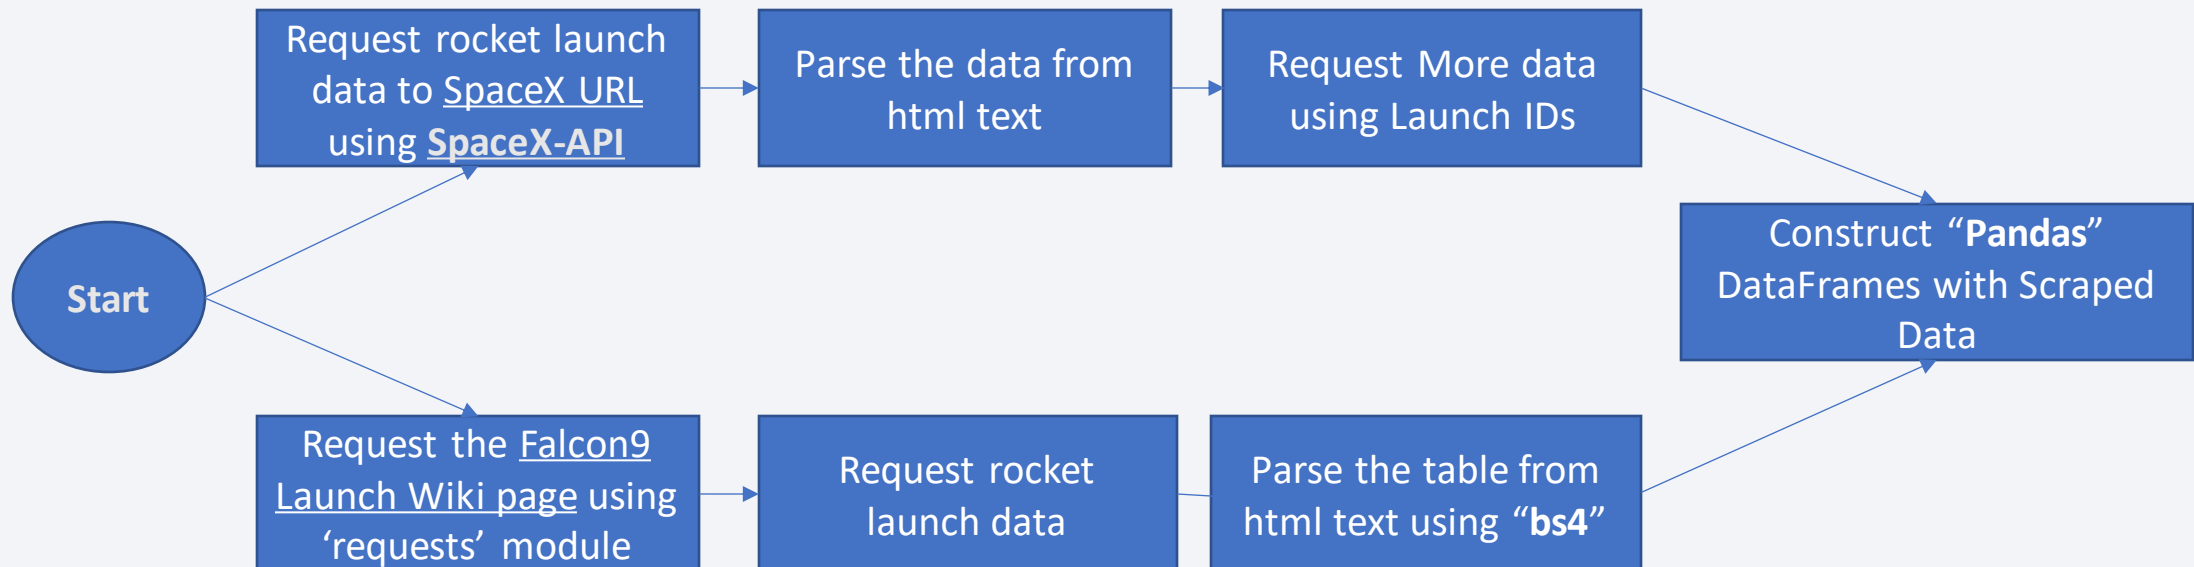 Request rocket launch
data to SpaceX URL
using SpaceX-API
Parse the data from
html text
Request More data
using Launch IDs
Start
Construct “Pandas”
DataFrames with Scraped
Data
Request the Falcon9
Launch Wiki page using
‘requests’ module
Request rocket
launch data
Parse the table from
html text using “bs4”